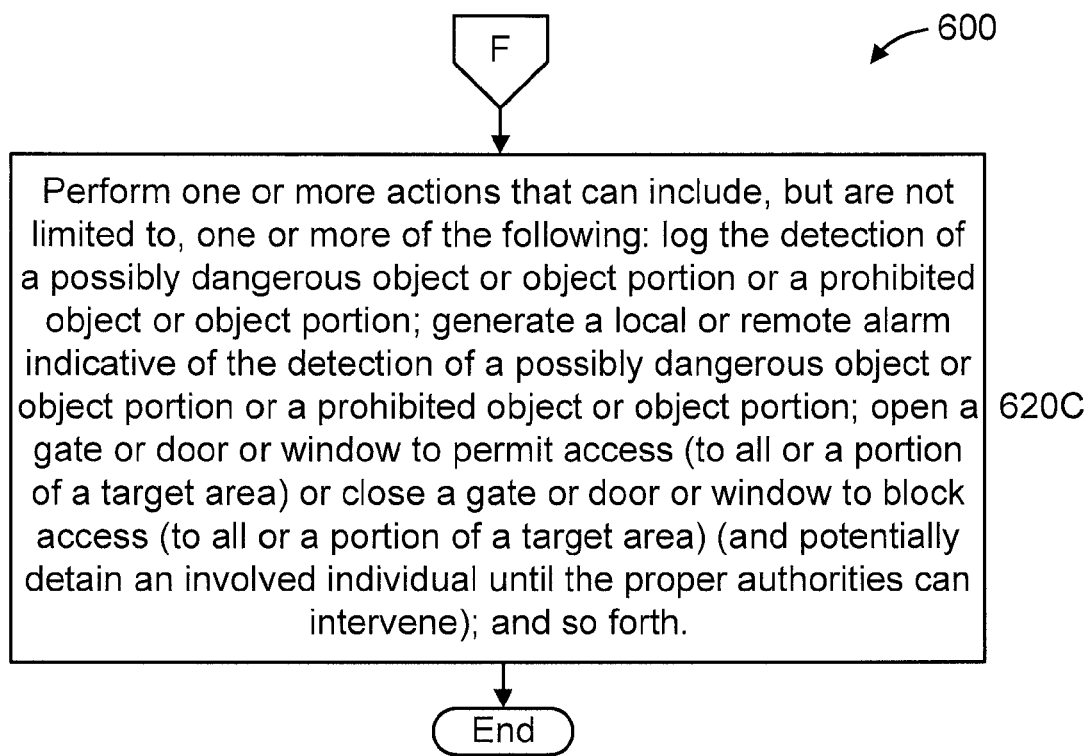 600
F
Perform one or more actions that can include, but are not
limited to, one or more of the following: log the detection of
a possibly dangerous object or object portion or a prohibited
object or object portion; generate a local or remote alarm
indicative of the detection of a possibly dangerous object or
object portion or a prohibited object or object portion; open a
gate or door or window to permit access (to all or a portion
of a target area) or close a gate or door or window to block
access (to all or a portion of a target area) (and potentially
detain an involved individual until the proper authorities can
intervene); and so forth.
620C
End